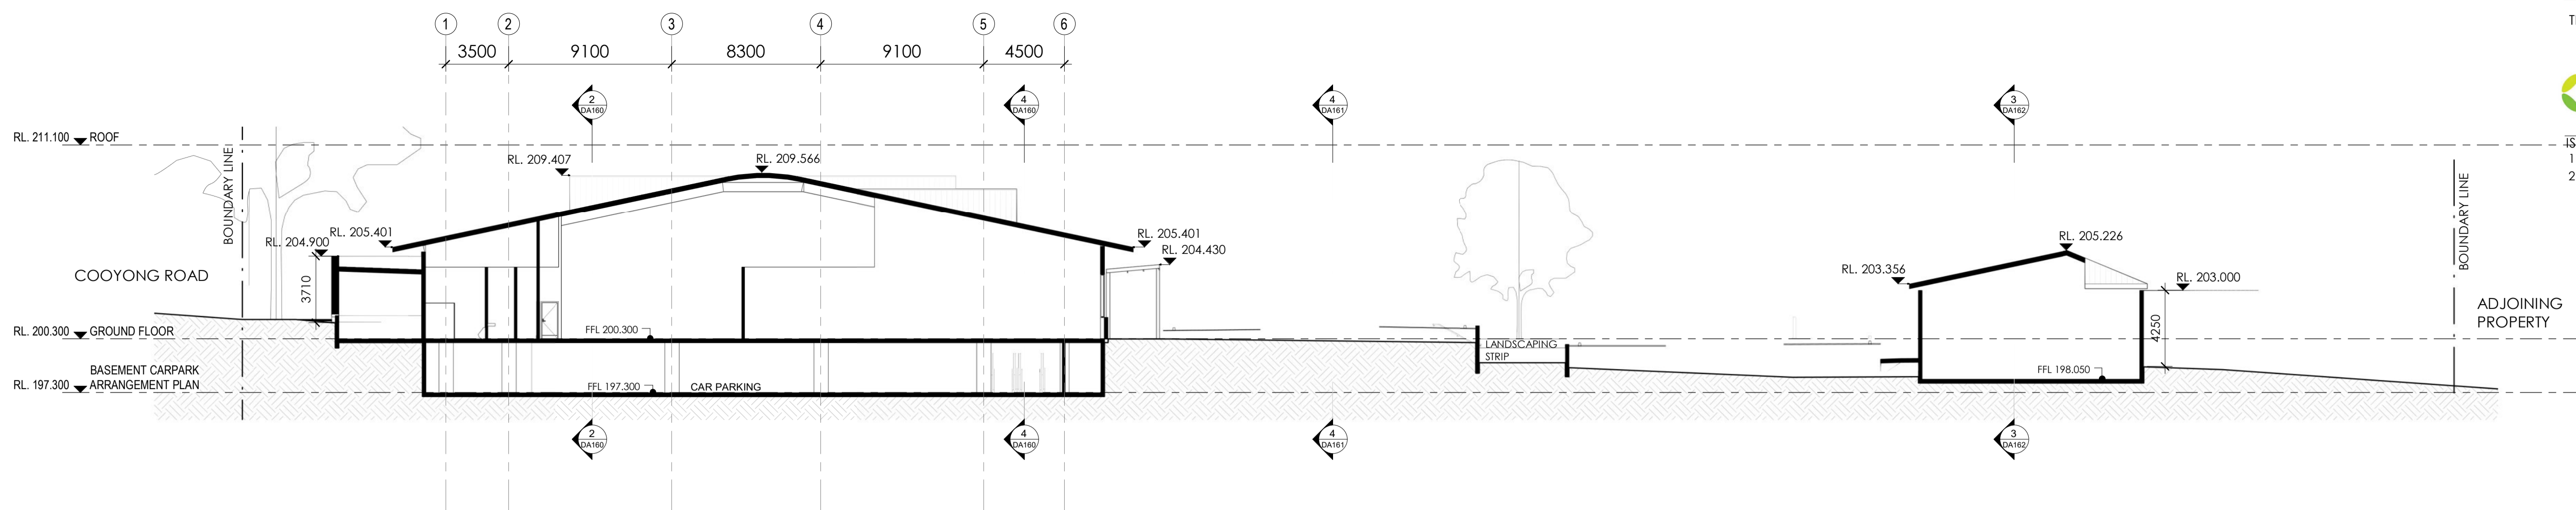 1
2
3
4
5
6
3500
9100
8300
9100
4500
2
DA160
4
DA160
4
DA161
3
DA162
RL. 211.100
ROOF
BOUNDARY LINE
RL. 209.407
RL. 209.566
BOUNDARY LINE
RL. 204.900
RL. 205.401
RL. 205.401
RL. 204.430
RL. 205.226
RL. 203.356
RL. 203.000
COOYONG ROAD
3710
ADJOINING
PROPERTY
RL. 200.300
GROUND FLOOR
FFL 200.300
LANDSCAPING
STRIP
4250
BASEMENT CARPARK
RL. 197.300
ARRANGEMENT PLAN
FFL 197.300
CAR PARKING
FFL 198.050
2
DA160
4
DA160
4
DA161
3
DA162
1
2